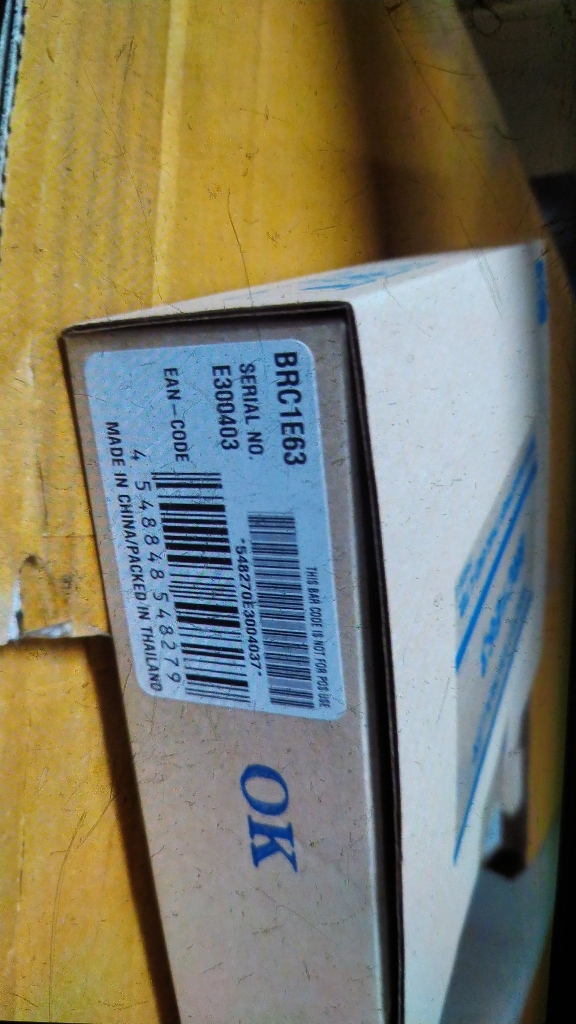 BRC1E63
SERIAL NO.
E300403
THIS BAR CODE IS NOT FOR POS USE
*548270E3004037*
EAN-CODE
4 548848 548279
MADE IN CHINA/PACKED IN THAILAND
OK